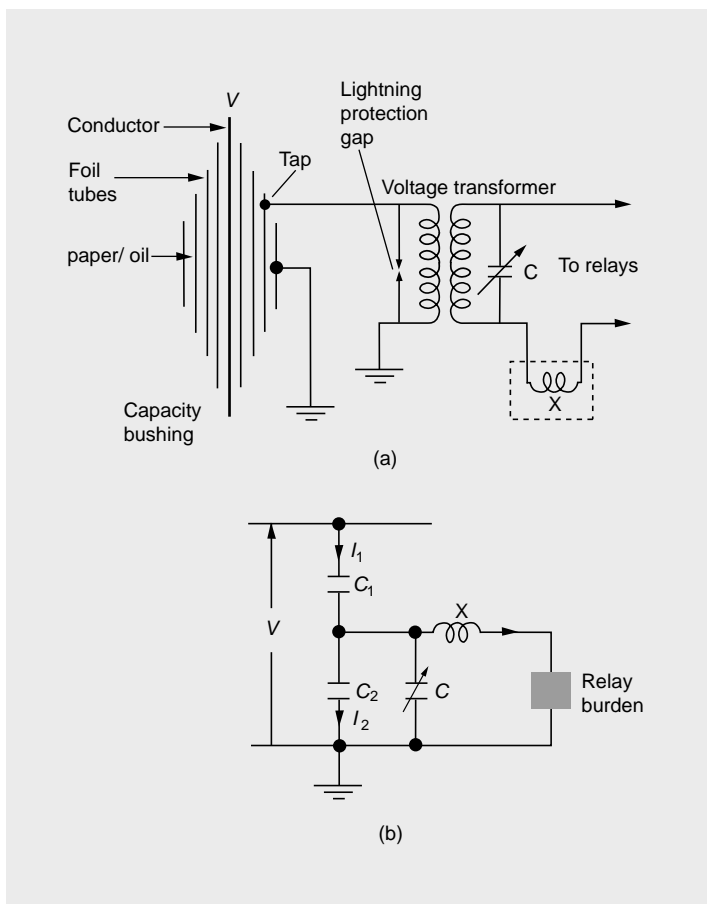 V
Conductor
Foil
tubes
paper/ oil
Capacity
bushing
Tap
Lightning
protection
gap
Voltage transformer
C
To relays
X
(a)
V
I1
C1
C2
I2
C
X
Relay
burden
(b)